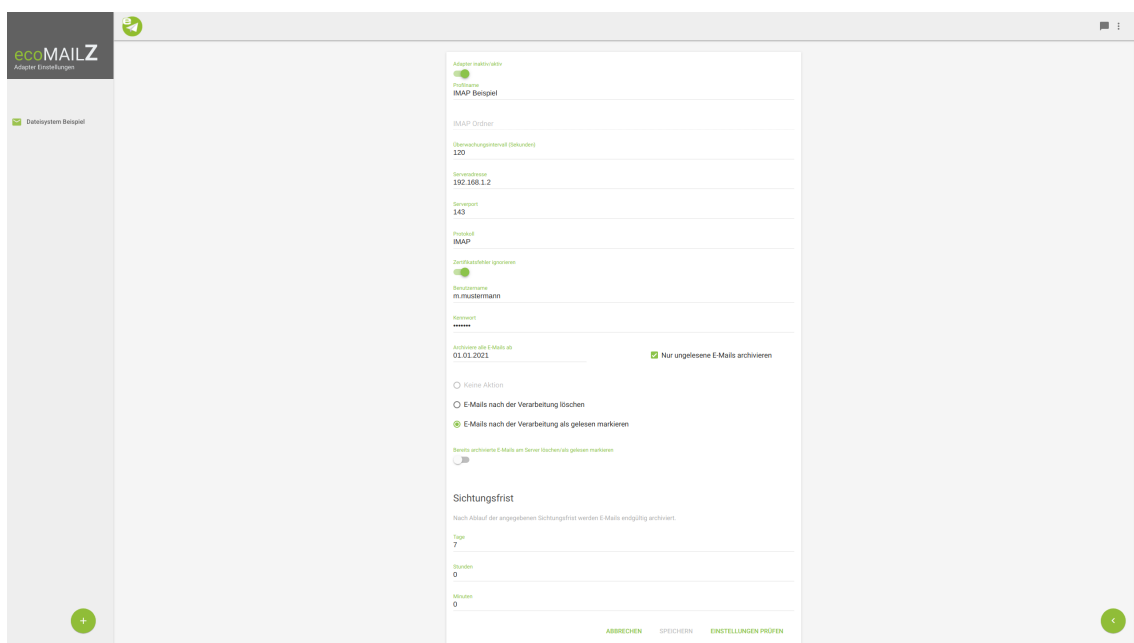 ecoMAILZ
Adapter Einstellungen
Dateisystem Beispiel
Adapter inaktiv/aktiv
Profilname
IMAP Beispiel
IMAP Ordner
Überwachungsintervall (Sekunden)
120
Serveradresse
192.168.1.2
Serverport
143
Protokoll
IMAP
Zertifikatsfehler ignorieren
Benutzername
m.mustermann
Kennwort
•••••••
Archiviere alle E-Mails ab
01.01.2021
Nur ungelesene E-Mails archivieren
Keine Aktion
E-Mails nach der Verarbeitung löschen
E-Mails nach der Verarbeitung als gelesen markieren
Bereits archivierte E-Mails am Server löschen/als gelesen markieren
Sichtungsfrist
Nach Ablauf der angegebenen Sichtungsfrist werden E-Mails endgültig archiviert.
Tage
7
Stunden
0
Minuten
0
ABBRECHEN SPEICHERN EINSTELLUNGEN PRÜFEN